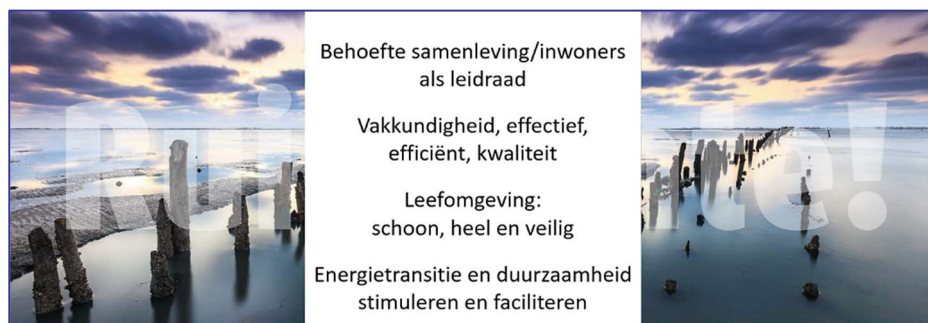 Behoefte samenleving/inwoners
als leidraad
Vakkundigheid, effectief,
efficiënt, kwaliteit
Leefomgeving:
schoon, heel en veilig
Energietransitie en duurzaamheid
stimuleren en faciliteren